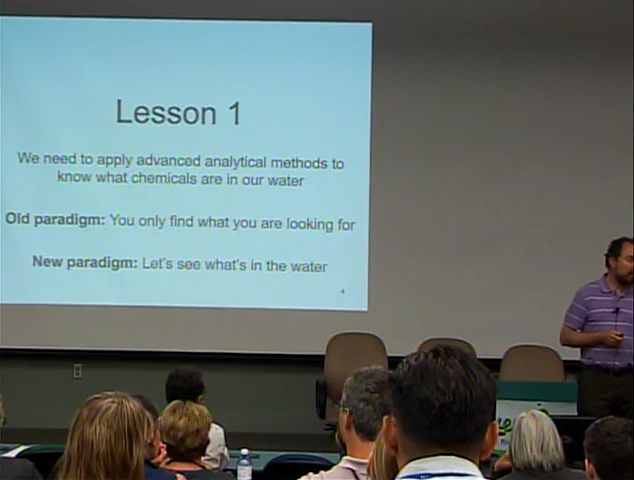 Lesson 1
We need to apply advanced analytical methods to
know what chemicals are in our water
Old paradigm: You only find what you are looking for
New paradigm: Let's see what's in the water
4